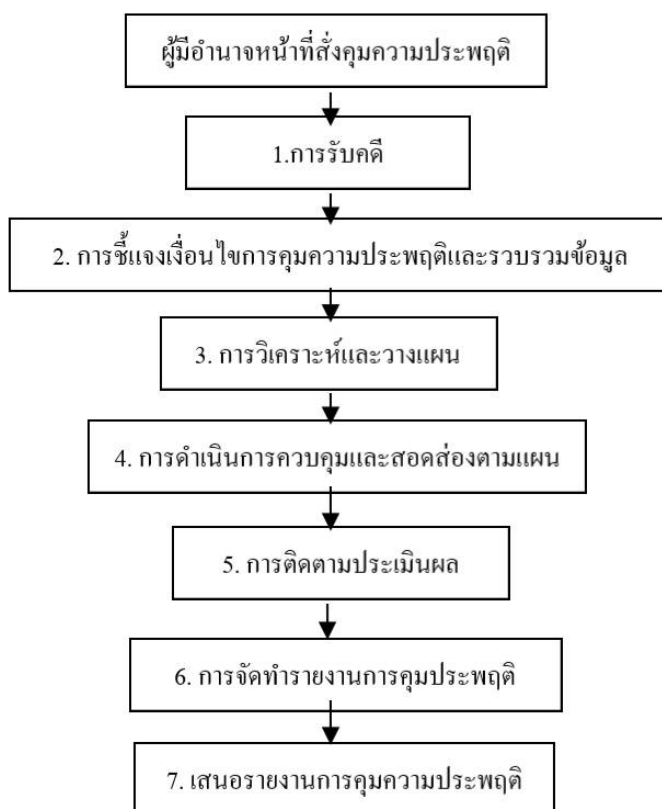 ผู้มีอำนาจหน้าที่สั่งคุมความประพฤติ
1.การรับคดี
2. การชี้แจงเงื่อนไขการคุมความประพฤติและรวบรวมข้อมูล
3. การวิเคราะห์และวางแผน
4. การดำเนินการควบคุมและสอดส่องตามแผน
5. การติดตามประเมินผล
6. การจัดทำรายงานการคุมประพฤติ
7. เสนอรายงานการคุมความประพฤติ